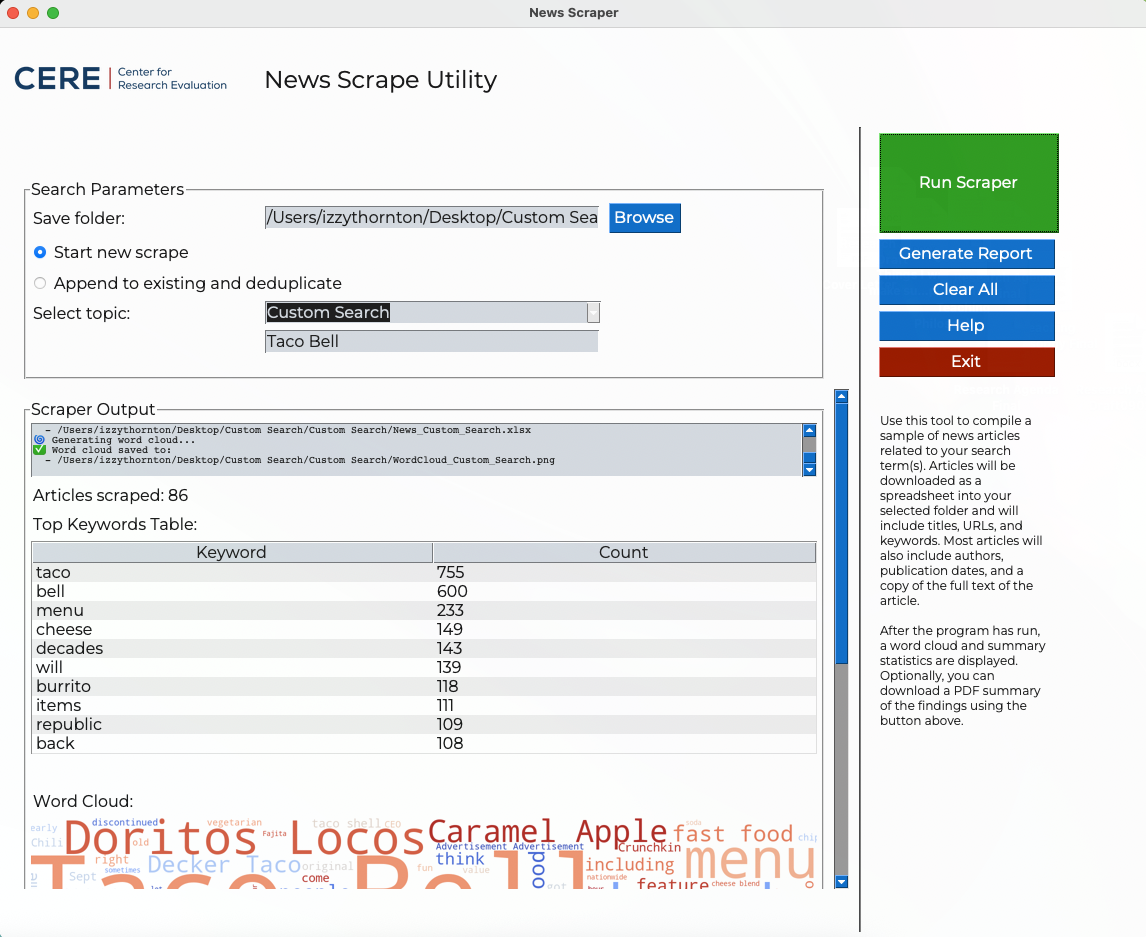 News Scraper
CERE
Center for
Research Evaluation
News Scrape Utility
Search Parameters
Save folder:
/Users/izzythornton/Desktop/Custom Sea
Browse
Start new scrape
Append to existing and deduplicate
Select topic:
Custom Search
Taco Bell
Scraper Output
- /Users/izzythornton/Desktop/Custom Search/Custom Search/News_Custom_Search.xlsx
Generating word cloud...
Word cloud saved to:
- /Users/izzythornton/Desktop/Custom Search/Custom Search/WordCloud_Custom_Search.png
Articles scraped: 86
Top Keywords Table:
Keyword Count
taco 755
bell 600
menu 233
cheese 149
decades 143
will 139
burrito 118
items 111
republic 109
back 108
Word Cloud:
early
discontinued
vegetarian
taco shell
CEO
Caramel Apple
soda
fast food
chip
Chili
old
Doritos Locos
Fajita
Advertisement Advertisement
Crunchkin
right
sometimes
Decker Taco
original
think
including
menu
Sept
come
fun
value
ood
nationwide
feature
cheese blend
Taco Bell
Run Scraper
Generate Report
Clear All
Help
Exit
Use this tool to compile a
sample of news articles
related to your search
term(s). Articles will be
downloaded as a
spreadsheet into your
selected folder and will
include titles, URLs, and
keywords. Most articles will
also include authors,
publication dates, and a
copy of the full text of the
article.
After the program has run,
a word cloud and summary
statistics are displayed.
Optionally, you can
download a PDF summary
of the findings using the
button above.